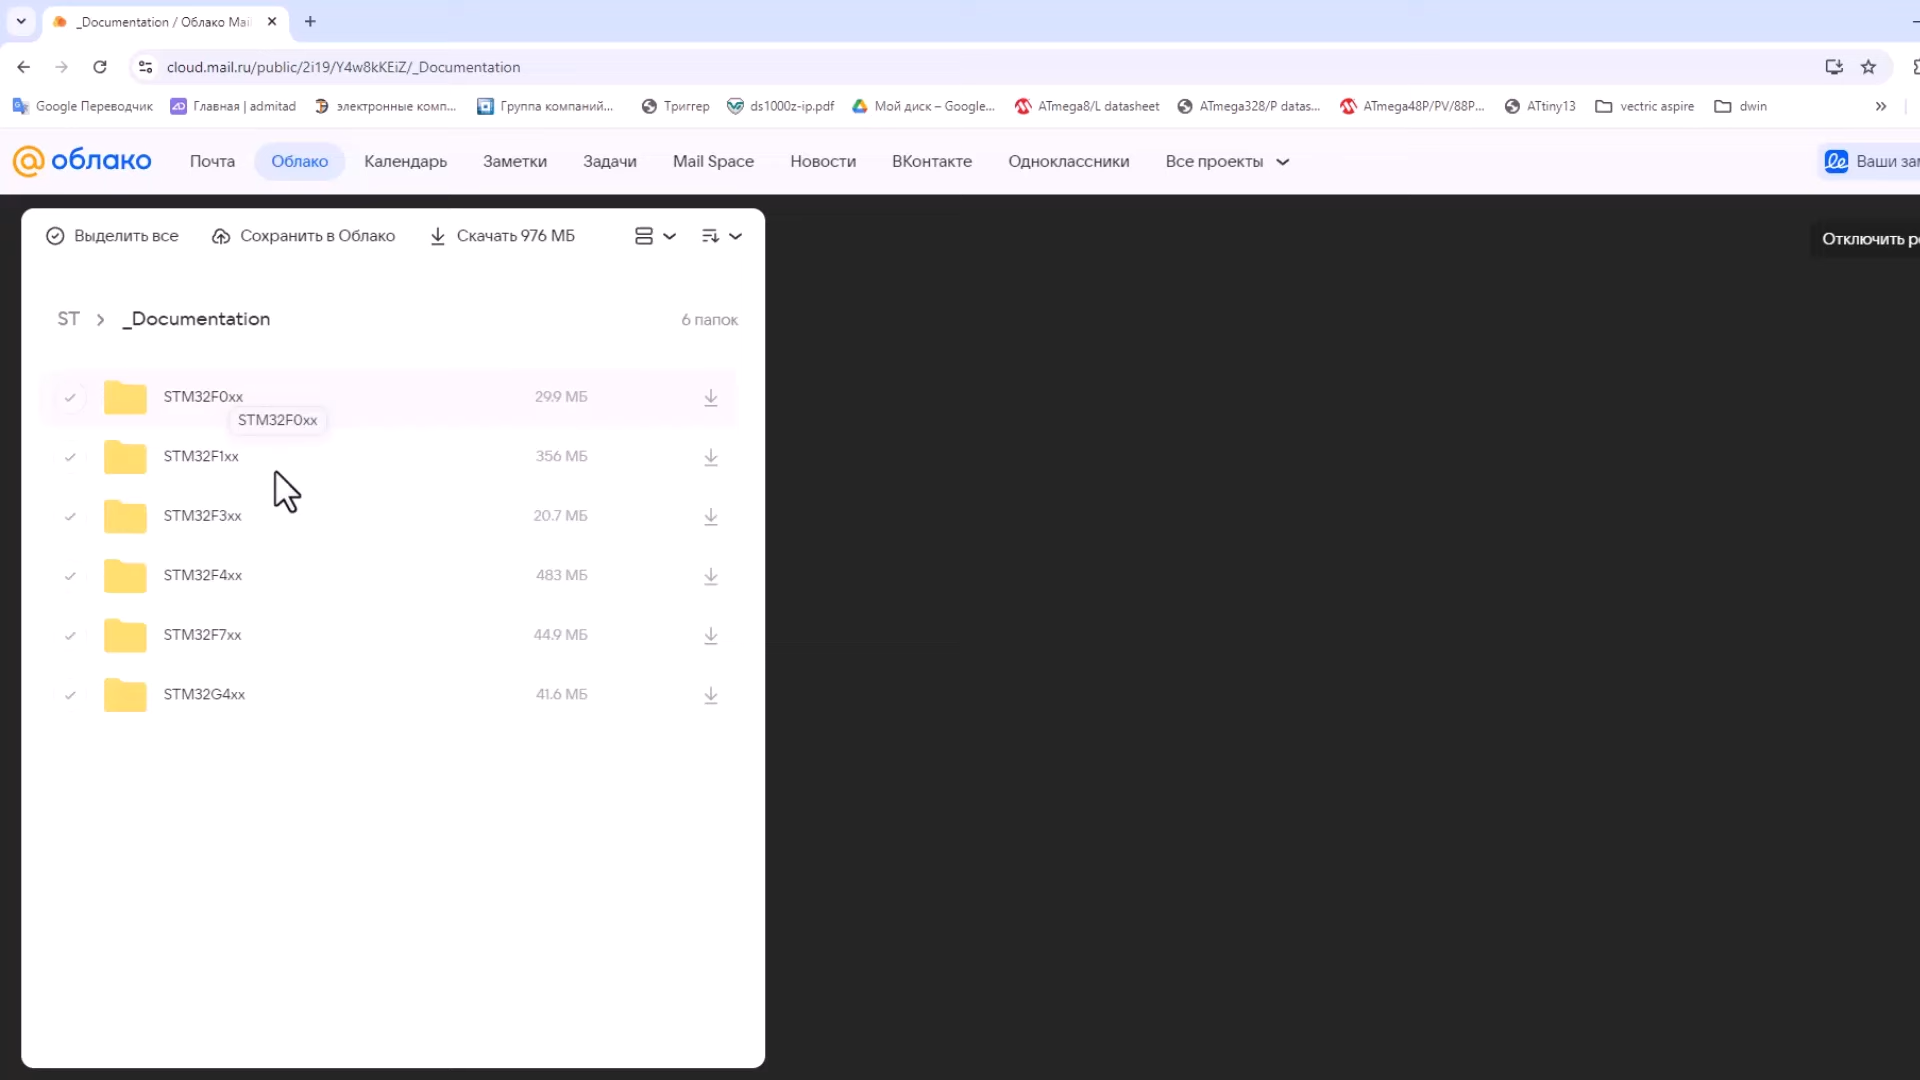 _Documentation / Облако Mai
cloud.mail.ru/public/2i19/Y4w8kKEiZ/_Documentation
Google Переводчик Главная | admitad электронные комп... Группа компаний... Триггер ds1000z-ip.pdf Мой диск – Google... ATmega8/L datasheet ATmega328/P datas... ATmega48P/PV/88P... ATtiny13 vectric aspire dwin »
облако Почта Облако Календарь Заметки Задачи Mail Space Новости ВКонтакте Одноклассники Все проекты Ваши за
Выделить все Сохранить в Облако Скачать 976 МБ
Отключить р
ST > _Documentation 6 папок
STM32F0xx 29.9 МБ
STM32F0xx
STM32F1xx 356 МБ
STM32F3xx 20.7 МБ
STM32F4xx 483 МБ
STM32F7xx 44.9 МБ
STM32G4xx 41.6 МБ